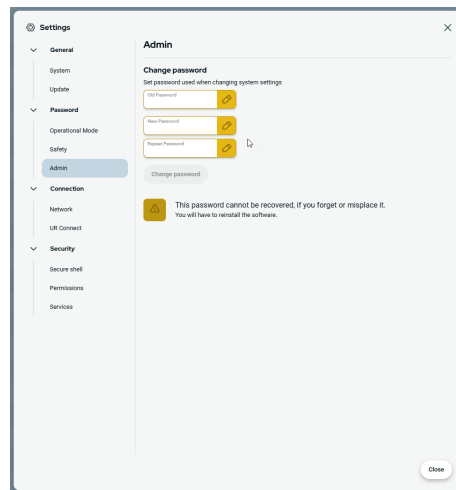 Settings
General
System
Update
Password
Operational Mode
Safety
Admin
Connection
Network
UR Connect
Security
Secure shell
Permissions
Services
Admin
Change password
Set password used when changing system settings
Old Password
New Password
Repeat Password
Change password
This password cannot be recovered, if you forget or misplace it.
You will have to reinstall the software.
Close